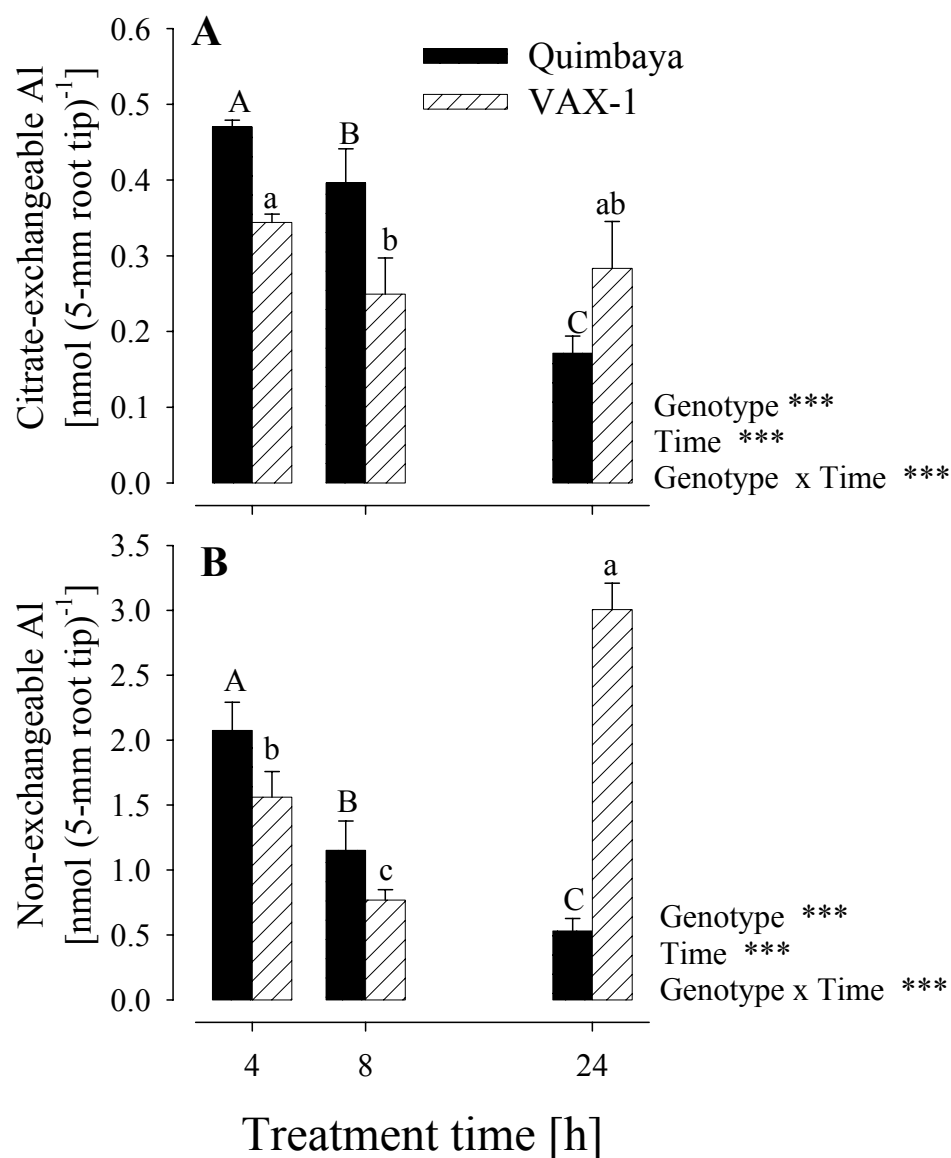 A
Quimbaya
VAX-1
Citrate-exchangeable Al
[nmol (5-mm root tip)-1]
0.6
0.5
0.4
0.3
0.2
0.1
0.0
A
a
B
b
C
ab
Genotype ***
Time ***
Genotype x Time ***
B
Non-exchangeable Al
[nmol (5-mm root tip)-1]
3.5
3.0
2.5
2.0
1.5
1.0
0.5
0.0
A
b
B
c
C
a
Genotype ***
Time ***
Genotype x Time ***
4 8 24
Treatment time [h]